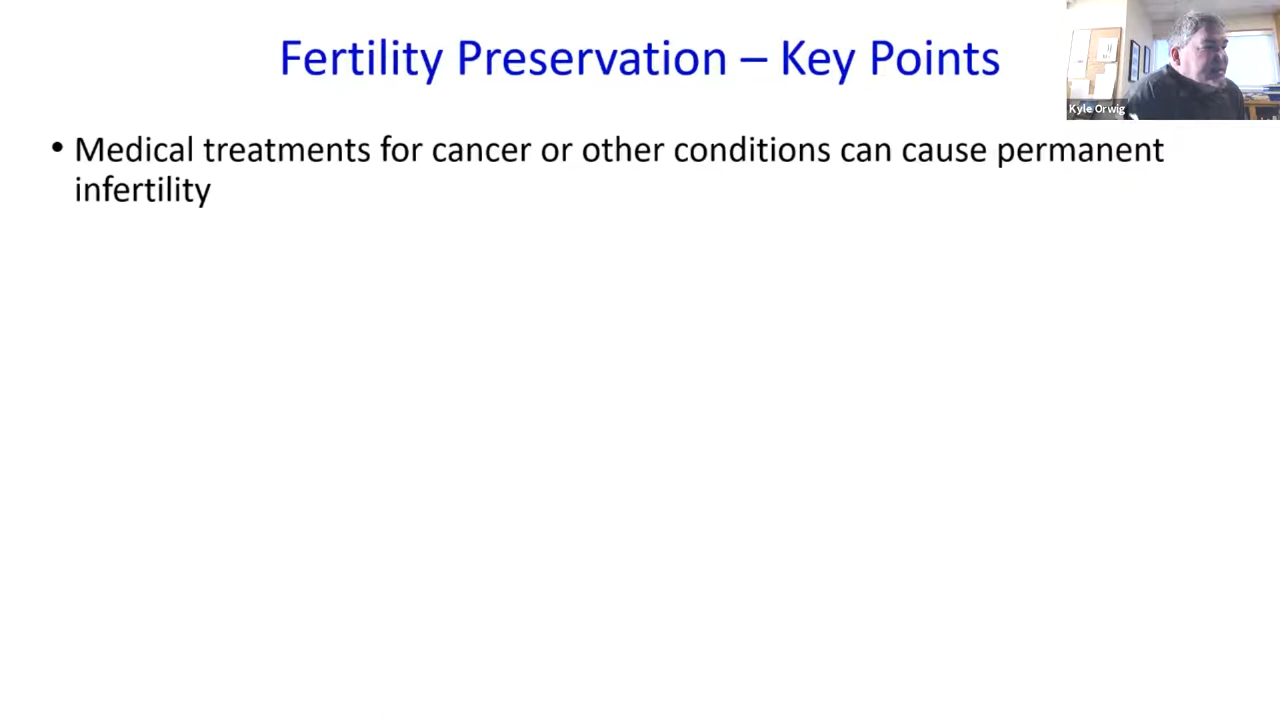 Fertility Preservation – Key Points
Kyle Orwig
• Medical treatments for cancer or other conditions can cause permanent
infertility